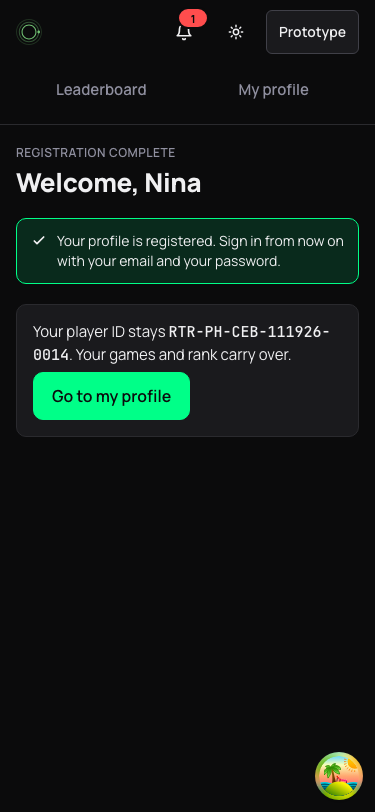 1
Prototype
Leaderboard
My profile
REGISTRATION COMPLETE
Welcome, Nina
Your profile is registered. Sign in from now on
with your email and your password.
Your player ID stays RTR-PH-CEB-111926-
0014. Your games and rank carry over.
Go to my profile